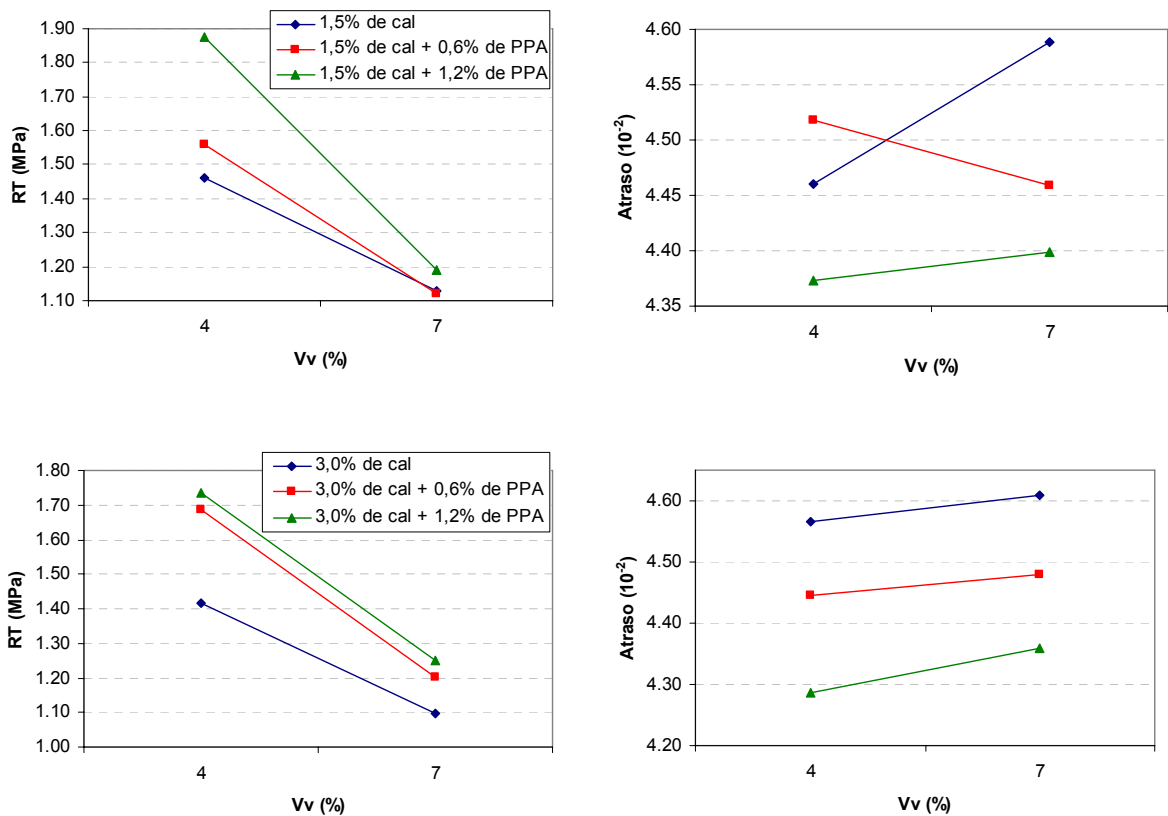 1.90
1.80
1.70
1.60
1.50
1.40
1.30
1.20
1.10
RT (MPa)
4
7
Vv (%)
1,5% de cal
1,5% de cal + 0,6% de PPA
1,5% de cal + 1,2% de PPA
4.60
4.55
4.50
4.45
4.40
4.35
Atraso (10⁻²)
4
7
Vv (%)
1.80
1.70
1.60
1.50
1.40
1.30
1.20
1.10
1.00
RT (MPa)
4
7
Vv (%)
3,0% de cal
3,0% de cal + 0,6% de PPA
3,0% de cal + 1,2% de PPA
4.60
4.50
4.40
4.30
4.20
Atraso (10⁻²)
4
7
Vv (%)